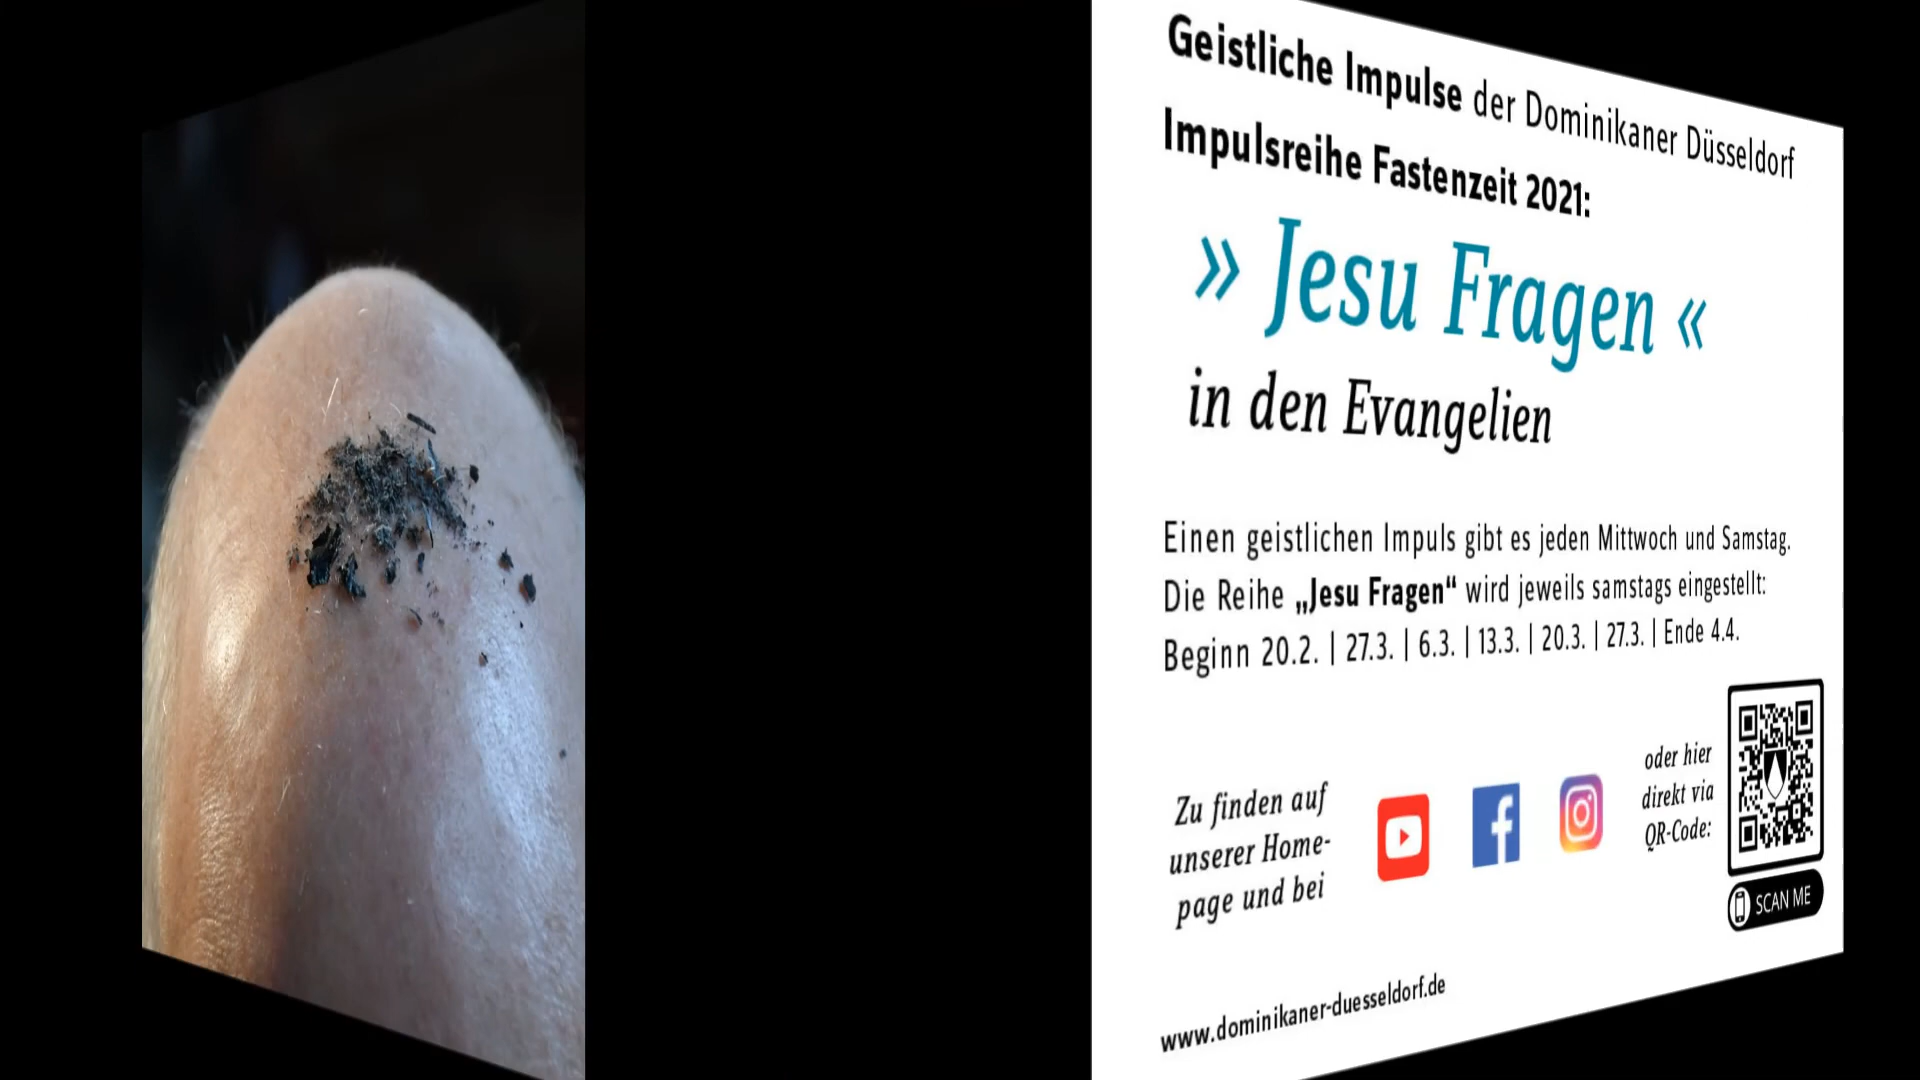 Geistliche Impulse der Dominikaner Düsseldorf
Impulsreihe Fastenzeit 2021:
» Jesu Fragen «
in den Evangelien
Einen geistlichen Impuls gibt es jeden Mittwoch und Samstag.
Die Reihe „Jesu Fragen“ wird jeweils samstags eingestellt:
Beginn 20.2. | 27.3. | 6.3. | 13.3. | 20.3. | 27.3. | Ende 4.4.
Zu finden auf
unserer Home-
page und bei
oder hier
direkt via
QR-Code:
SCAN ME
www.dominikaner-duesseldorf.de